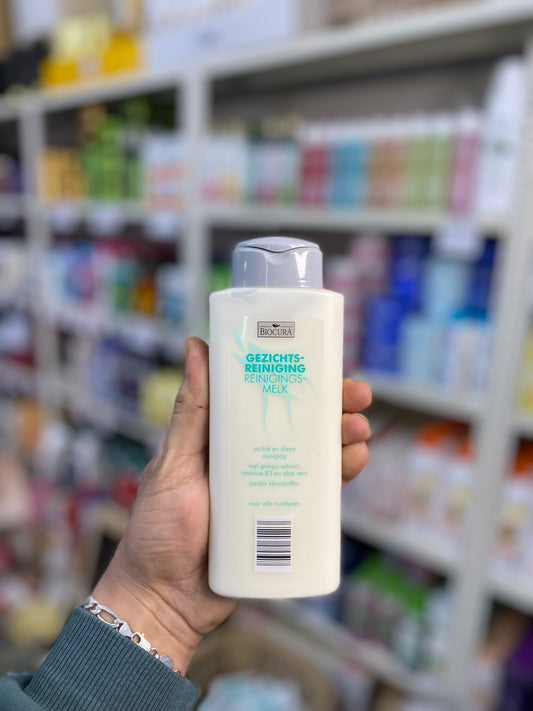 BIOCURA
GEZICHTS-
REINIGING
REINIGINGS-
MELK
zachte en diepe
reiniging
met ginkgo extract,
vitamine B3 en aloë vera
zonder kleurstoffen
voor alle huidtypes